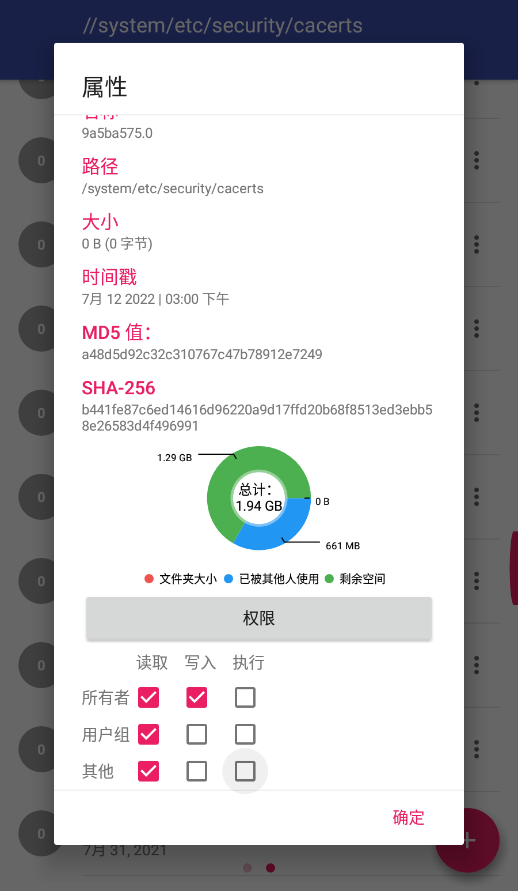 //system/etc/security/cacerts
属性
名称
9a5ba575.0
路径
/system/etc/security/cacerts
大小
0 B (0 字节)
时间戳
7月 12 2022 | 03:00 下午
MD5 值：
a48d5d92c32c310767c47b78912e7249
SHA-256
b441fe87c6ed14616d96220a9d17ffd20b68f8513ed3ebb5
8e26583d4f496991
1.29 GB
总计：
1.94 GB
0 B
661 MB
文件夹大小 已被其他人使用 剩余空间
权限
读取 写入 执行
所有者
用户组
其他
确定
0
0
0
0
0
0
0
0
0
7月 31, 2021
+